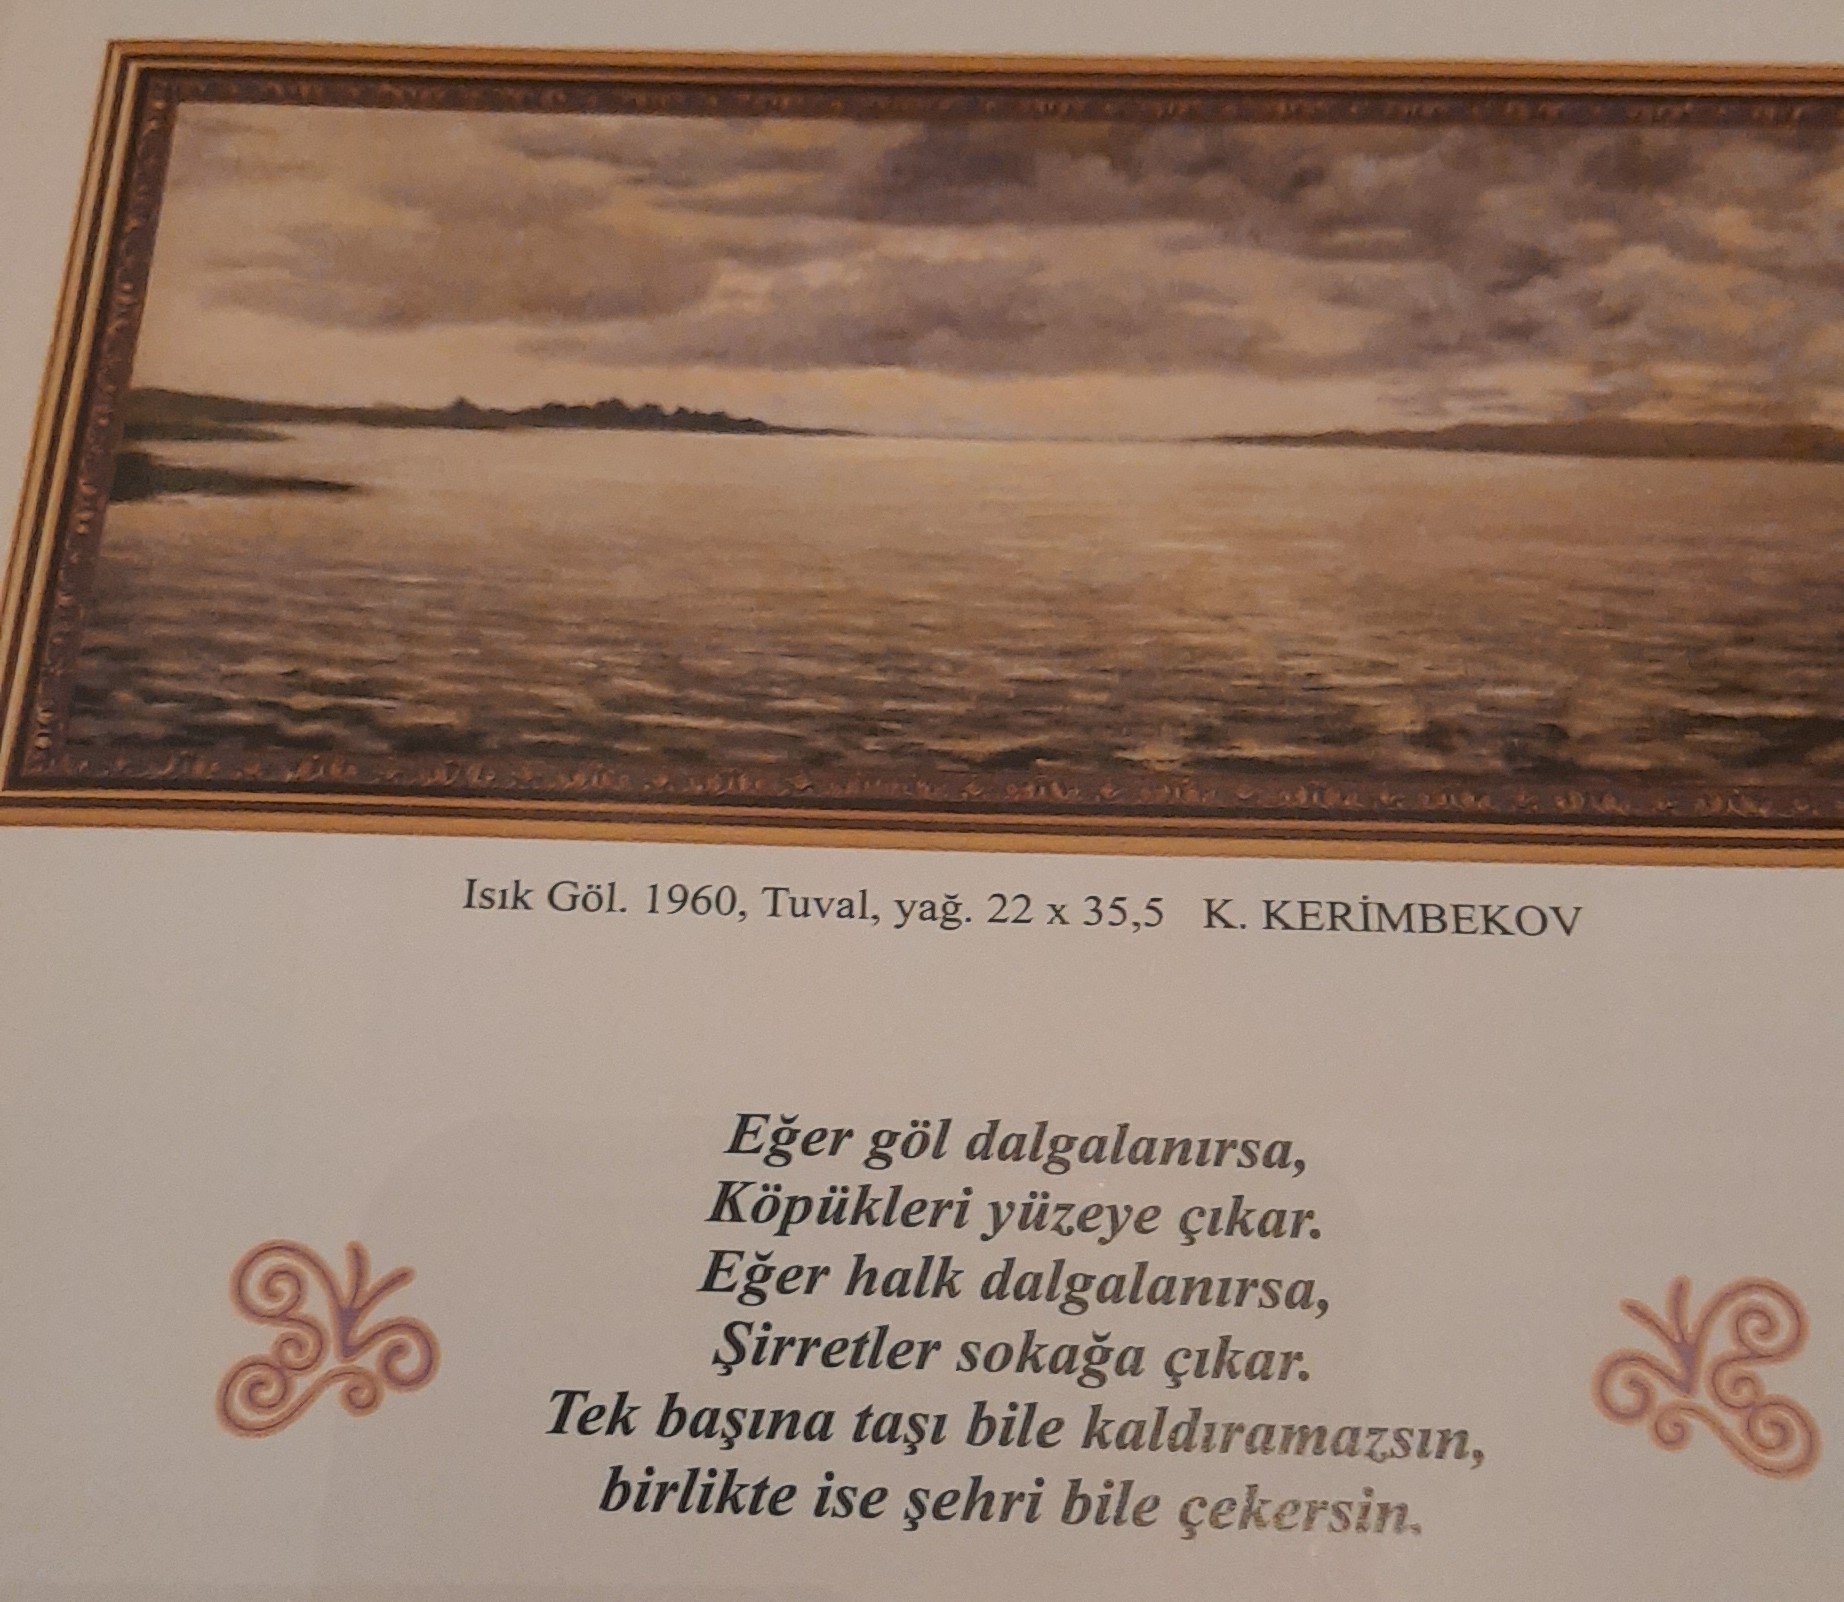 Isık Göl. 1960, Tuval, yağ. 22 x 35,5 K. KERİMBEKOV
Eğer göl dalgalanırsa,
Köpükleri yüzeye çıkar.
Eğer halk dalgalanırsa,
Şirretler sokağa çıkar.
Tek başına taşı bile kaldıramazsın,
birlikte ise şehri bile çekersin.